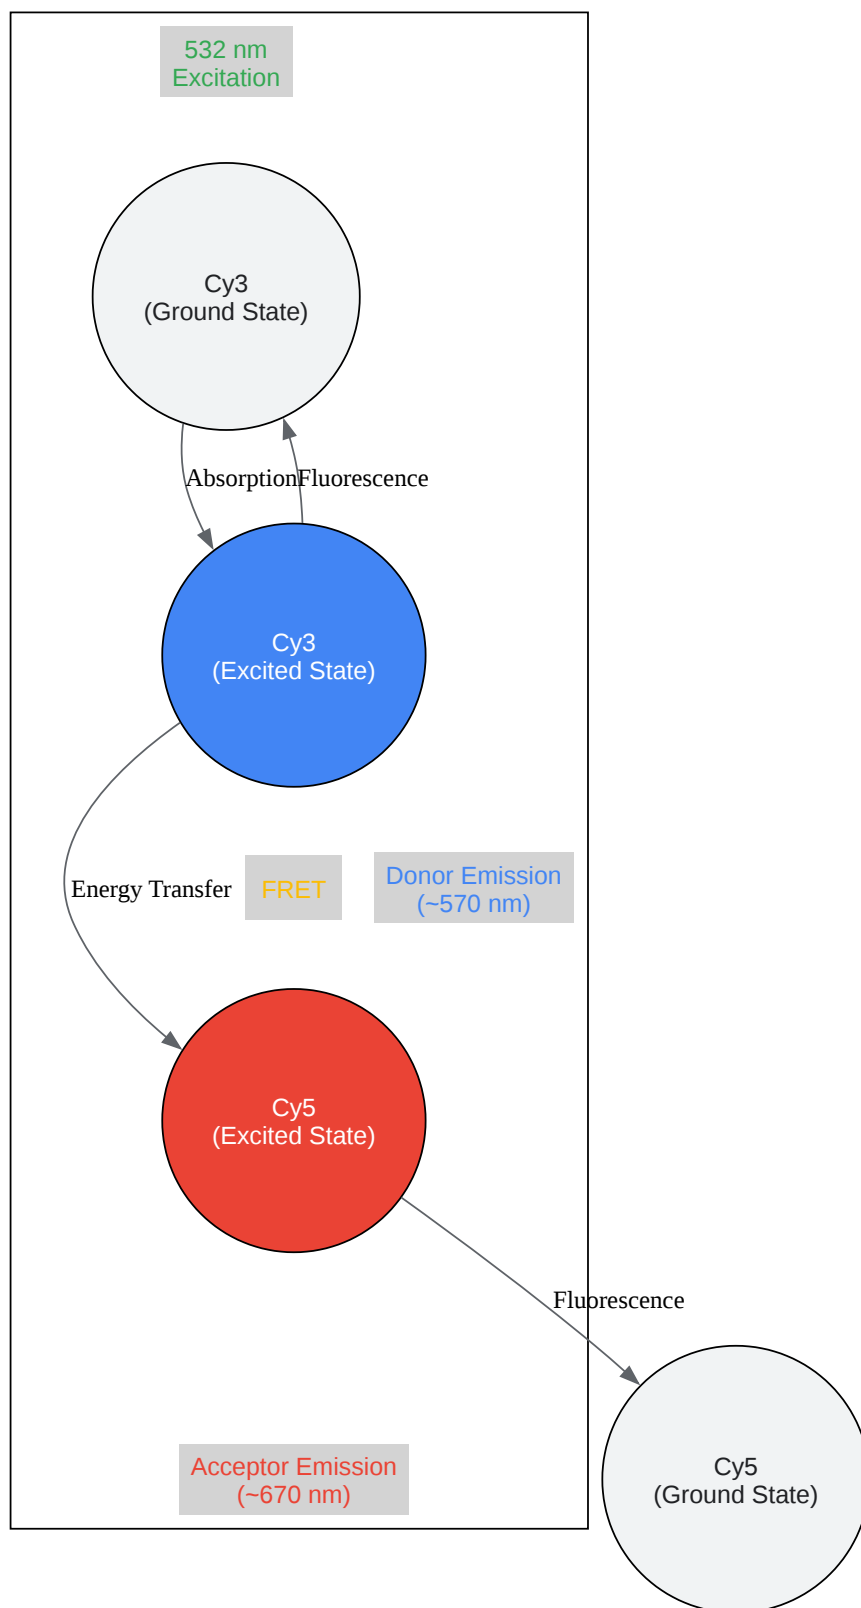 532 nm
Excitation
Cy3
(Ground State)
Absorption
Fluorescence
Cy3
(Excited State)
Energy Transfer
FRET
Donor Emission
(~570 nm)
Cy5
(Excited State)
Fluorescence
Acceptor Emission
(~670 nm)
Cy5
(Ground State)